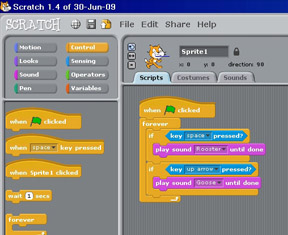 Scratch 1.4 of 30-Jun-09
SCRATCH File Edit Share Help
Motion Control
Looks Sensing
Sound Operators
Pen Variables
when clicked
when space key pressed
when Sprite1 clicked
wait 1 secs
forever
Sprite1
x: 0 y: 0 direction: 90
Scripts Costumes Sounds
when clicked
forever
if key space pressed?
play sound Rooster until done
if key up arrow pressed?
play sound Goose until done